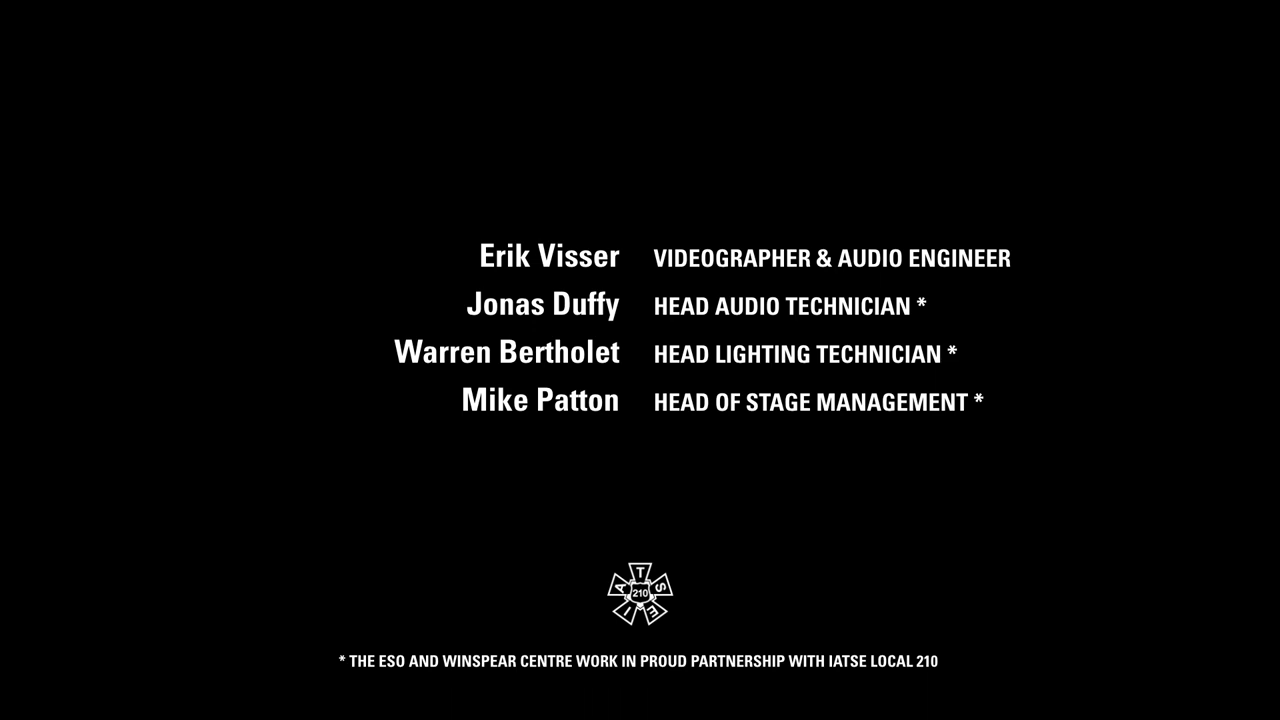 Erik Visser VIDEOGRAPHER & AUDIO ENGINEER
Jonas Duffy HEAD AUDIO TECHNICIAN *
Warren Bertholet HEAD LIGHTING TECHNICIAN *
Mike Patton HEAD OF STAGE MANAGEMENT *
IATSE
210
* THE ESO AND WINSPEAR CENTRE WORK IN PROUD PARTNERSHIP WITH IATSE LOCAL 210